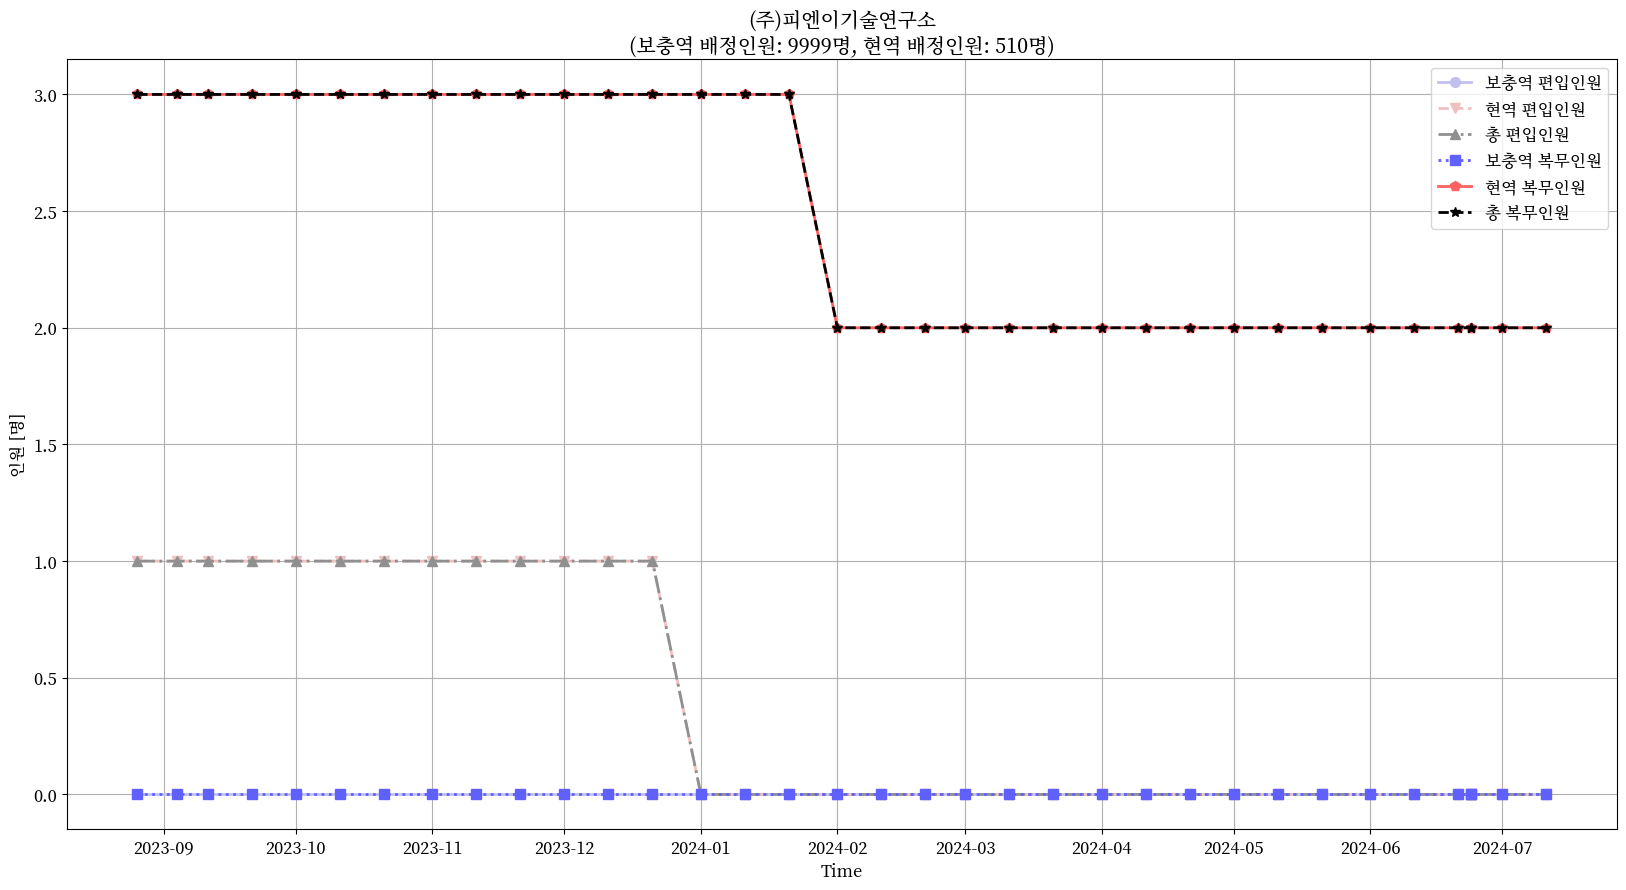 (주)피엔이기술연구소
(보충역 배정인원: 9999명, 현역 배정인원: 510명)
보충역 편입인원
현역 편입인원
총 편입인원
보충역 복무인원
현역 복무인원
총 복무인원
인원 [명]
3.0
2.5
2.0
1.5
1.0
0.5
0.0
2023-09 2023-10 2023-11 2023-12 2024-01 2024-02 2024-03 2024-04 2024-05 2024-06 2024-07
Time